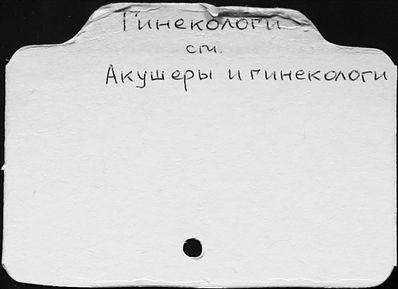 Гинекологи
см.
Акушеры и гинекологи